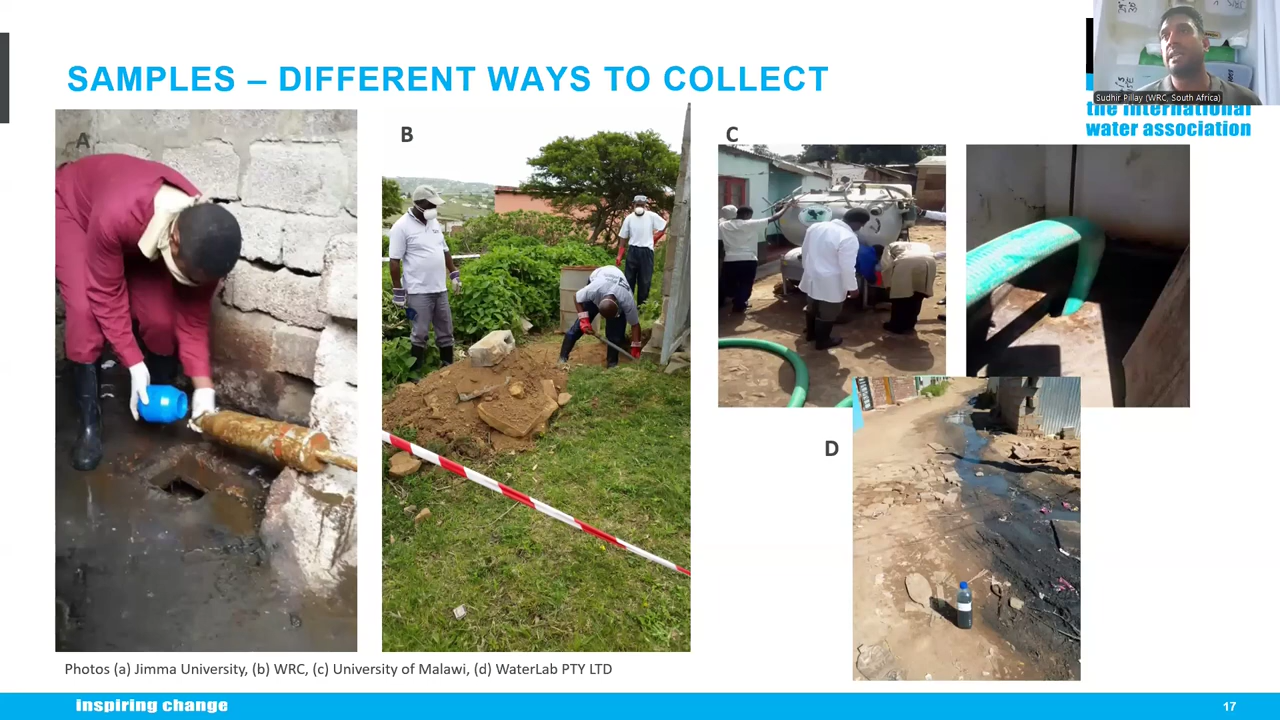 SAMPLES – DIFFERENT WAYS TO COLLECT
Sudhir Pillay (WRC, South Africa)
the international
water association
A
B
C
D
Photos (a) Jimma University, (b) WRC, (c) University of Malawi, (d) WaterLab PTY LTD
inspiring change
17